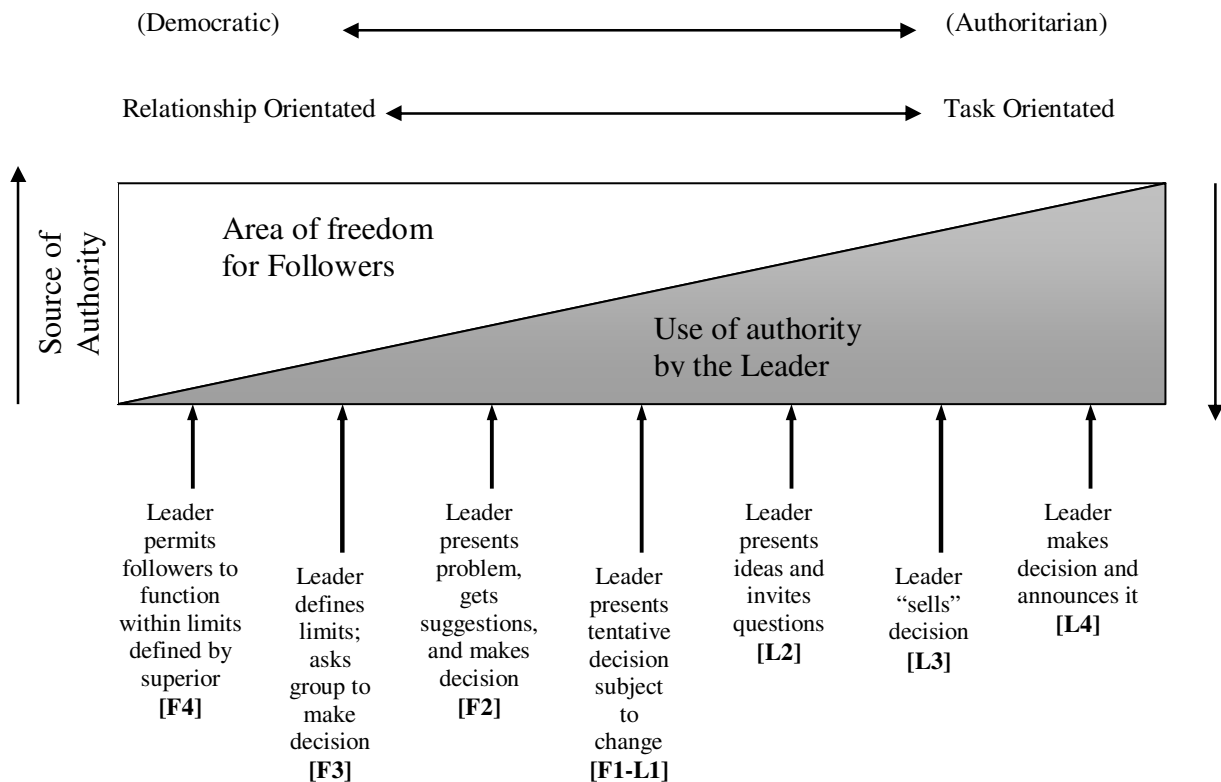 (Democratic)
(Authoritarian)
Relationship Orientated
Task Orientated
Source of
Authority
Area of freedom
for Followers
Use of authority
by the Leader
Leader
permits
followers to
function
within limits
defined by
superior
[F4]
Leader
defines
limits;
asks
group to
make
decision
[F3]
Leader
presents
problem,
gets
suggestions,
and makes
decision
[F2]
Leader
presents
tentative
decision
subject
to
change
[F1-L1]
Leader
presents
ideas and
invites
questions
[L2]
Leader
“sells”
decision
[L3]
Leader
makes
decision and
announces it
[L4]